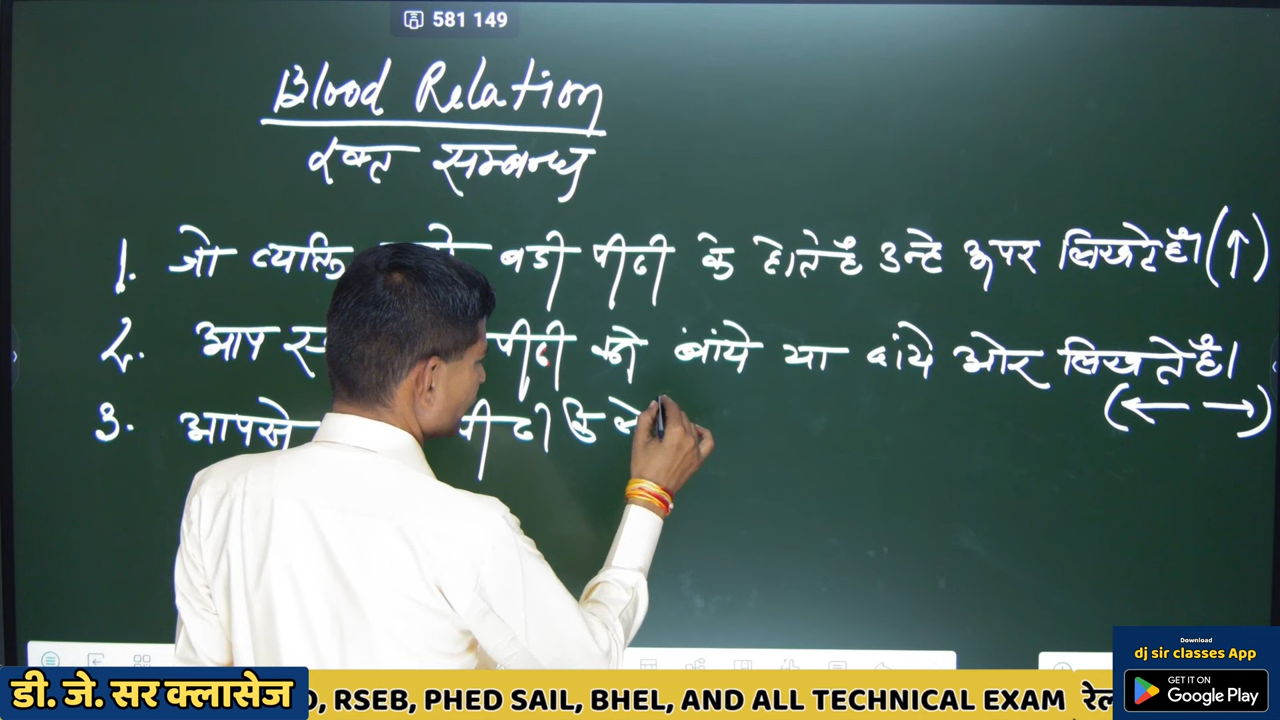 581 149
Blood Relation
रक्त सम्बन्ध
1. जो व्यक्ति बडी पीढी के होते है उन्हे ऊपर लिखते हैं। (↑)
2. आप पीढी को बांये या दांये ओर लिखते हैं।
(← →)
3. आपसे पीढी के
डी. जे. सर क्लासेज
, RSEB, PHED SAIL, BHEL, AND ALL TECHNICAL EXAM
Download
dj sir classes App
GET IT ON
Google Play